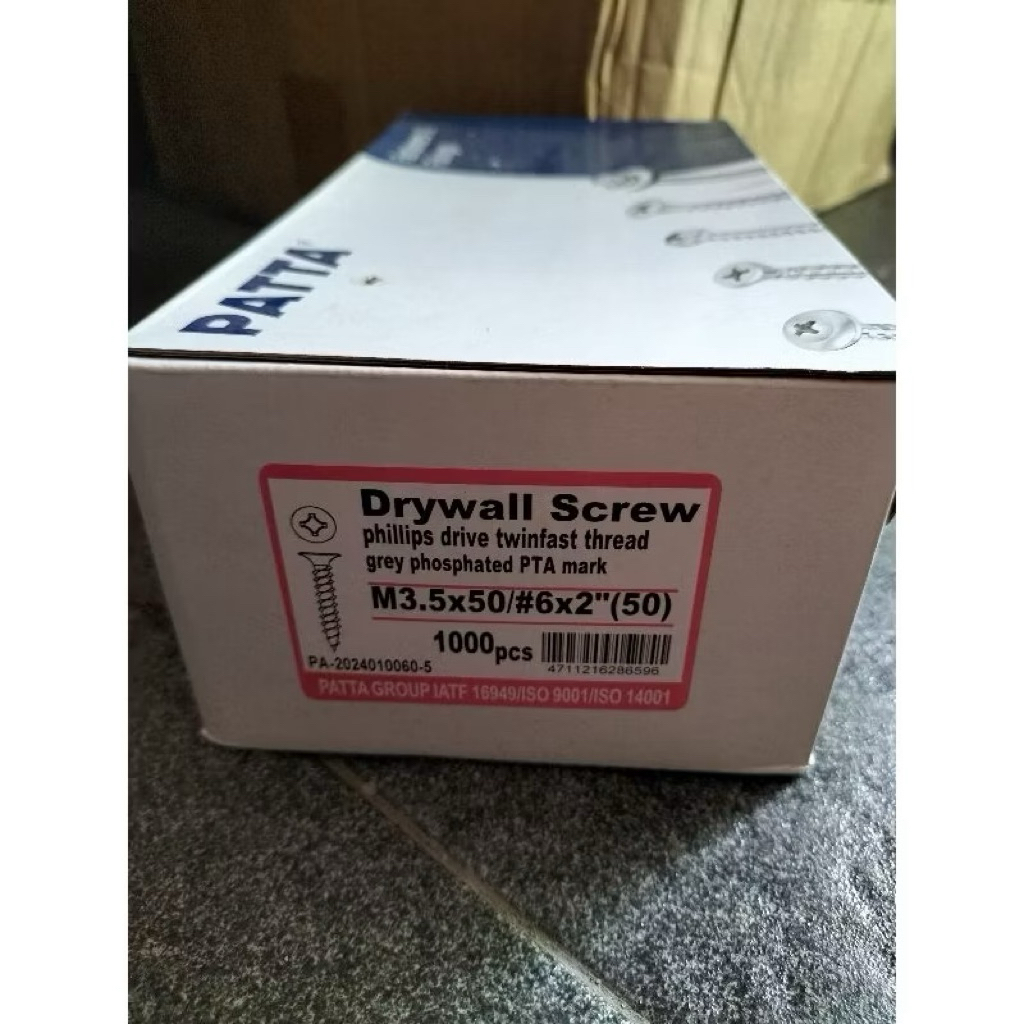 PATTA
Drywall Screw
phillips drive twinfast thread
grey phosphated PTA mark
M3.5x50/#6x2"(50)
1000pcs
4711216286596
PA-2024010060-5
PATTA GROUP IATF 16949/ISO 9001/ISO 14001